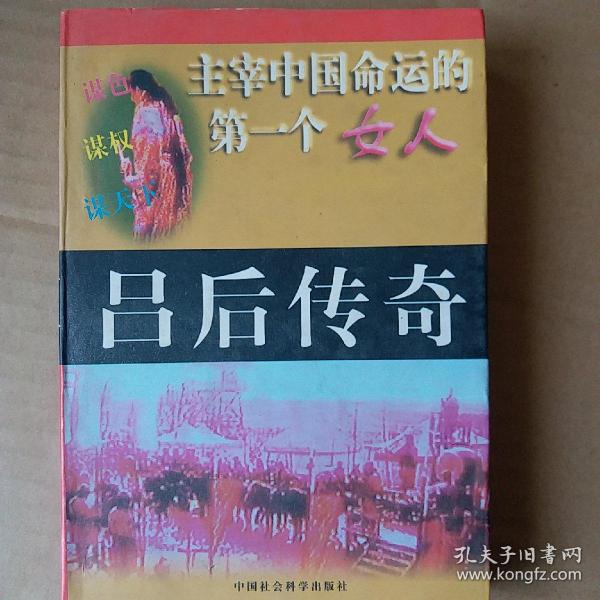 谋色
谋权
谋天下
主宰中国命运的
第一个 女人
吕后传奇
中国社会科学出版社
孔夫子旧书网
www.kongfz.com